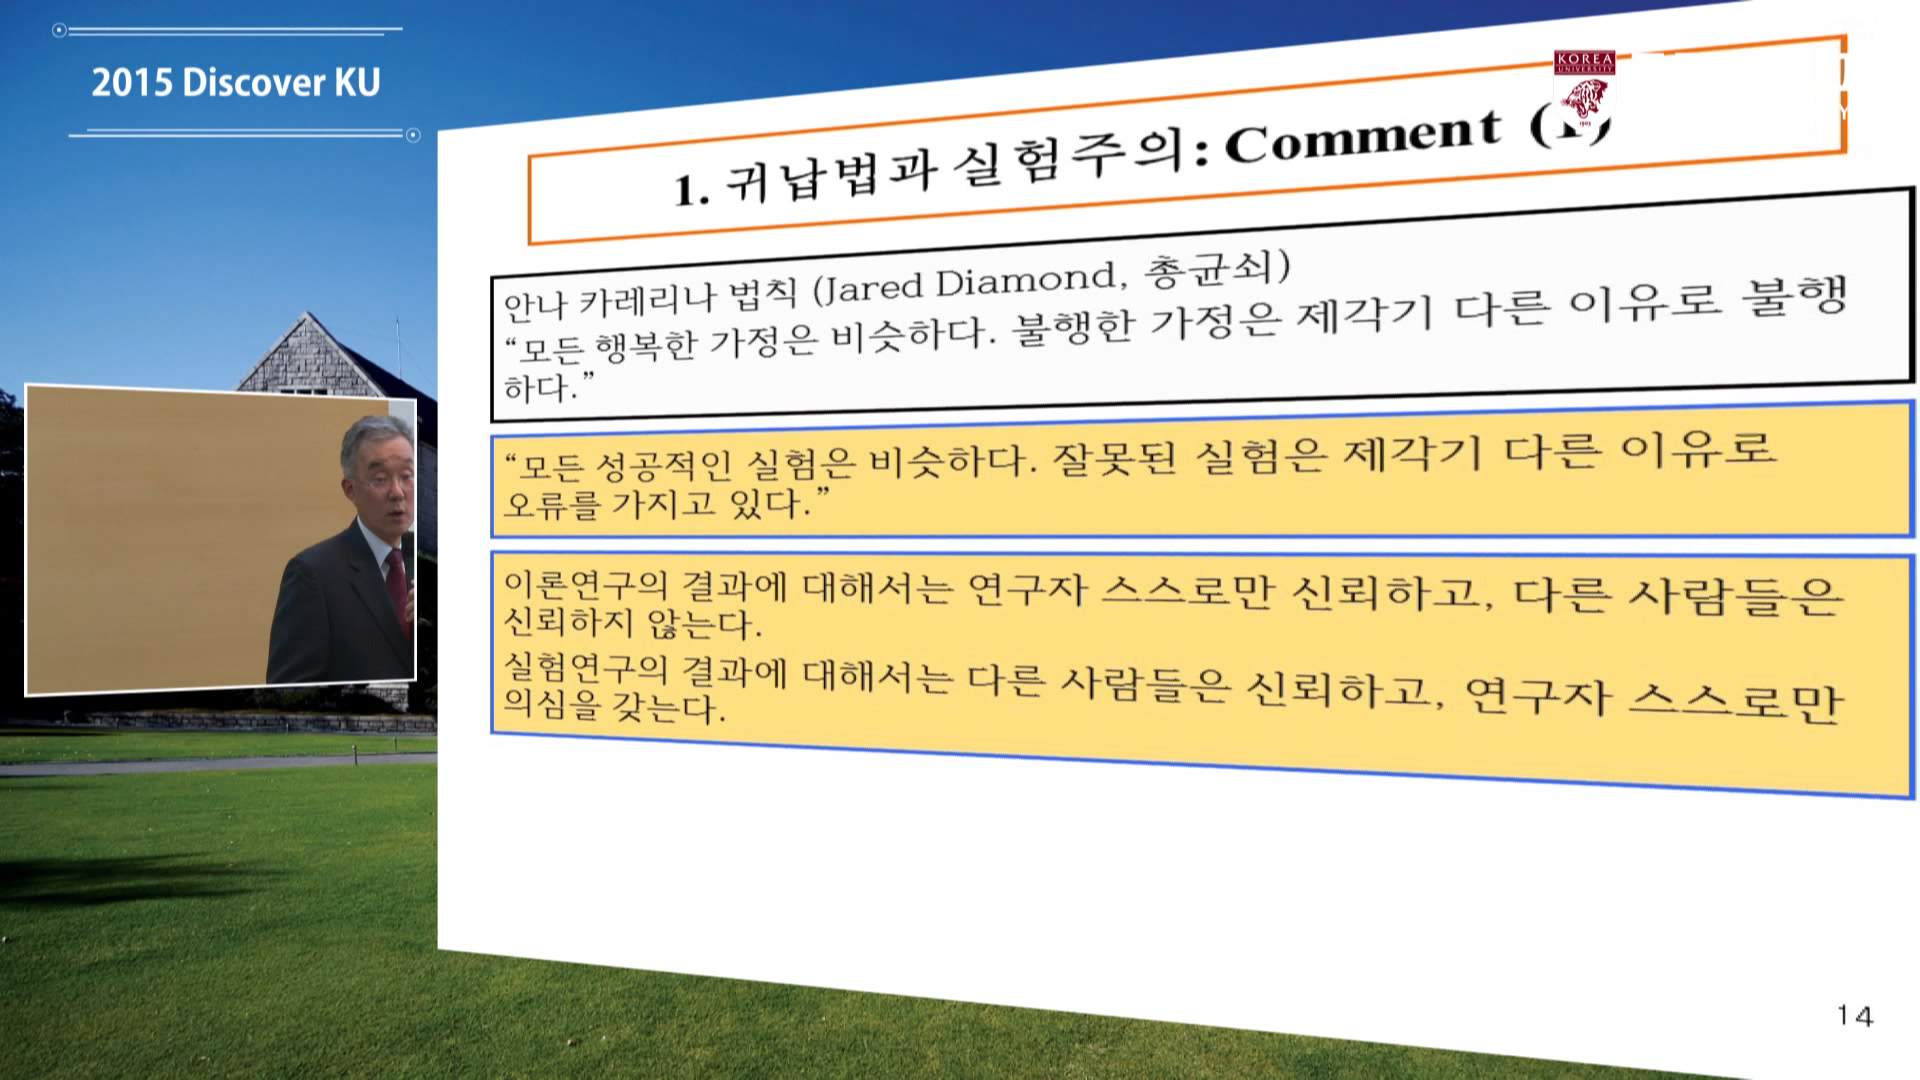 2015 Discover KU
KOREA
UNIVERSITY
1. 귀납법과 실험주의: Comment (1)
안나 카레리나 법칙 (Jared Diamond, 총균쇠)
“모든 행복한 가정은 비슷하다. 불행한 가정은 제각기 다른 이유로 불행
하다.”
“모든 성공적인 실험은 비슷하다. 잘못된 실험은 제각기 다른 이유로
오류를 가지고 있다.”
이론연구의 결과에 대해서는 연구자 스스로만 신뢰하고, 다른 사람들은
신뢰하지 않는다.
실험연구의 결과에 대해서는 다른 사람들은 신뢰하고, 연구자 스스로만
의심을 갖는다.
14